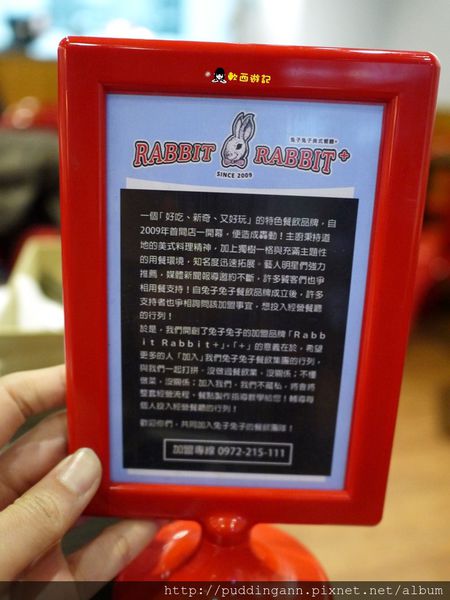 軟西遊記
兔子兔子美式餐廳+
RABBIT RABBIT+
SINCE 2009
一個「好吃、新奇、又好玩」的特色餐飲品牌，自
2009年首間店一開幕，便造成轟動！主廚秉持道
地的美式料理精神，加上獨樹一格與充滿主題性
的用餐環境，知名度迅速拓展。藝人明星們強力
推薦，媒體新聞報導邀約不斷，許多饕客們也爭
相用餐支持！自兔子兔子餐飲品牌成立後，許多
支持者也爭相詢問該加盟事宜，想投入經營餐廳
的行列！
於是，我們開創了兔子兔子的加盟品牌「Rabb
it Rabbit+」，「+」的意義在於，希望
更多的人「加入」我們兔子兔子餐飲集團的行列，
與我們一起打拼。沒做過餐飲業，沒關係；不懂
做菜，沒關係；加入我們，我們不藏私，將會將
整套經營流程、餐點製作指導教學給您！輔導每
個人投入經營餐廳的行列！
歡迎你們，共同加入兔子兔子的餐飲團隊！
加盟專線 0972-215-111
http://puddingann.pixnet.net/album